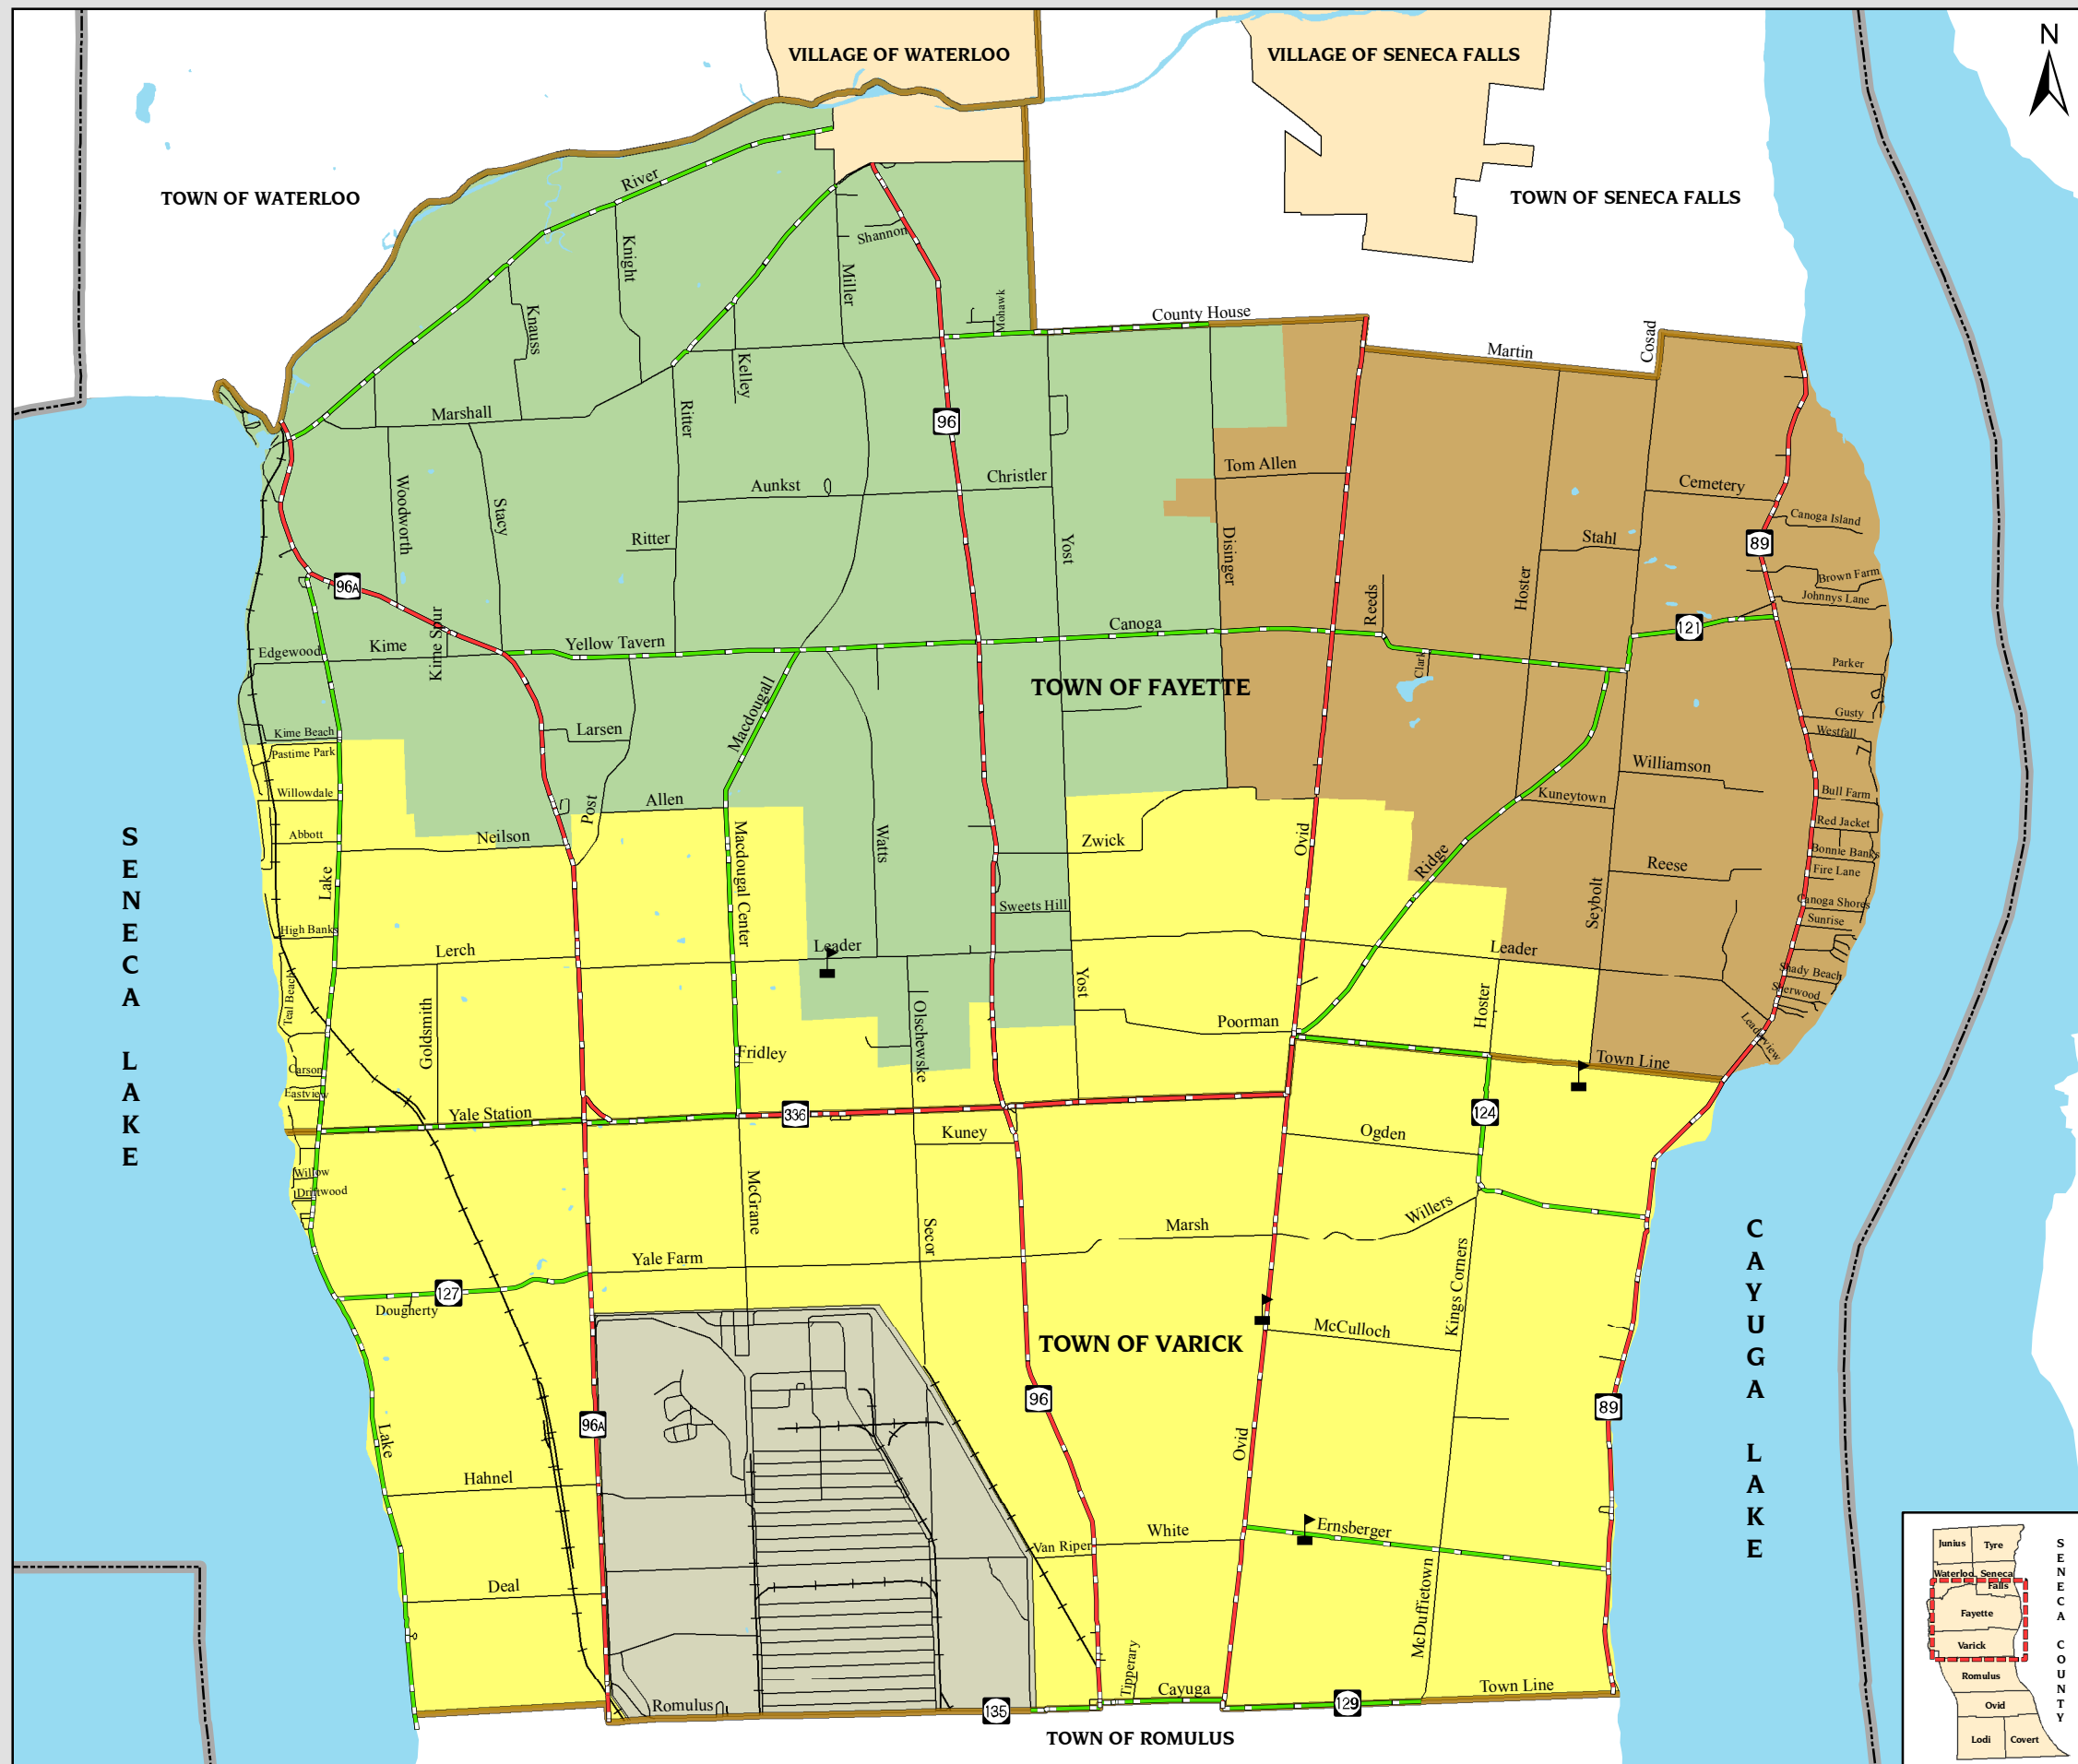 VILLAGE OF WATERLOO
VILLAGE OF SENECA FALLS
N
TOWN OF WATERLOO
TOWN OF SENECA FALLS
River
Shannon
Knight
Miller
Knauss
Mohawk
County House
Martin
Cosad
Kelley
Marshall
Ritter
96
Tom Allen
Christler
Aunkst
Cemetery
Woodworth
Stacy
Canoga Island
Ritter
Yost
Disinger
Stahl
89
96A
Hoster
Reeds
Brown Farm
Johnnys Lane
Kime Spur
Canoga
121
Edgewood
Kime
Yellow Tavern
Clark
Parker
TOWN OF FAYETTE
Macdougall
Gusty
Kime Beach
Larsen
Westfall
Pastime Park
Williamson
Willowdale
Allen
Post
Kuneytown
Bull Farm
Red Jacket
Abbott
Neilson
Macdougal Center
Watts
Zwick
Ovid
Ridge
Reese
Bonnie Banks
Fire Lane
Lake
Sweets Hill
Seybolt
Canoga Shores
Sunrise
High Banks
Lerch
Leader
Leader
Teal Beach
Yost
Shady Beach
Sherwood
Goldsmith
Olschewske
Poorman
Hoster
Leaderview
Fridley
Town Line
Carson
Eastview
Yale Station
336
124
Kuney
Ogden
Willow
Driftwood
McGrane
Secor
Marsh
Willers
Yale Farm
Kings Corners
127
Dougherty
McCulloch
TOWN OF VARICK
96
89
96A
Lake
Ovid
Hahnel
White
Ernsberger
Van Riper
Deal
McDuffietown
Tipperary
Romulus
135
Cayuga
129
Town Line
TOWN OF ROMULUS
SENECA LAKE
CAYUGA LAKE
Junius
Tyre
Waterloo
Seneca
Falls
Fayette
Varick
Romulus
Ovid
Lodi
Covert
SENECA COUNTY